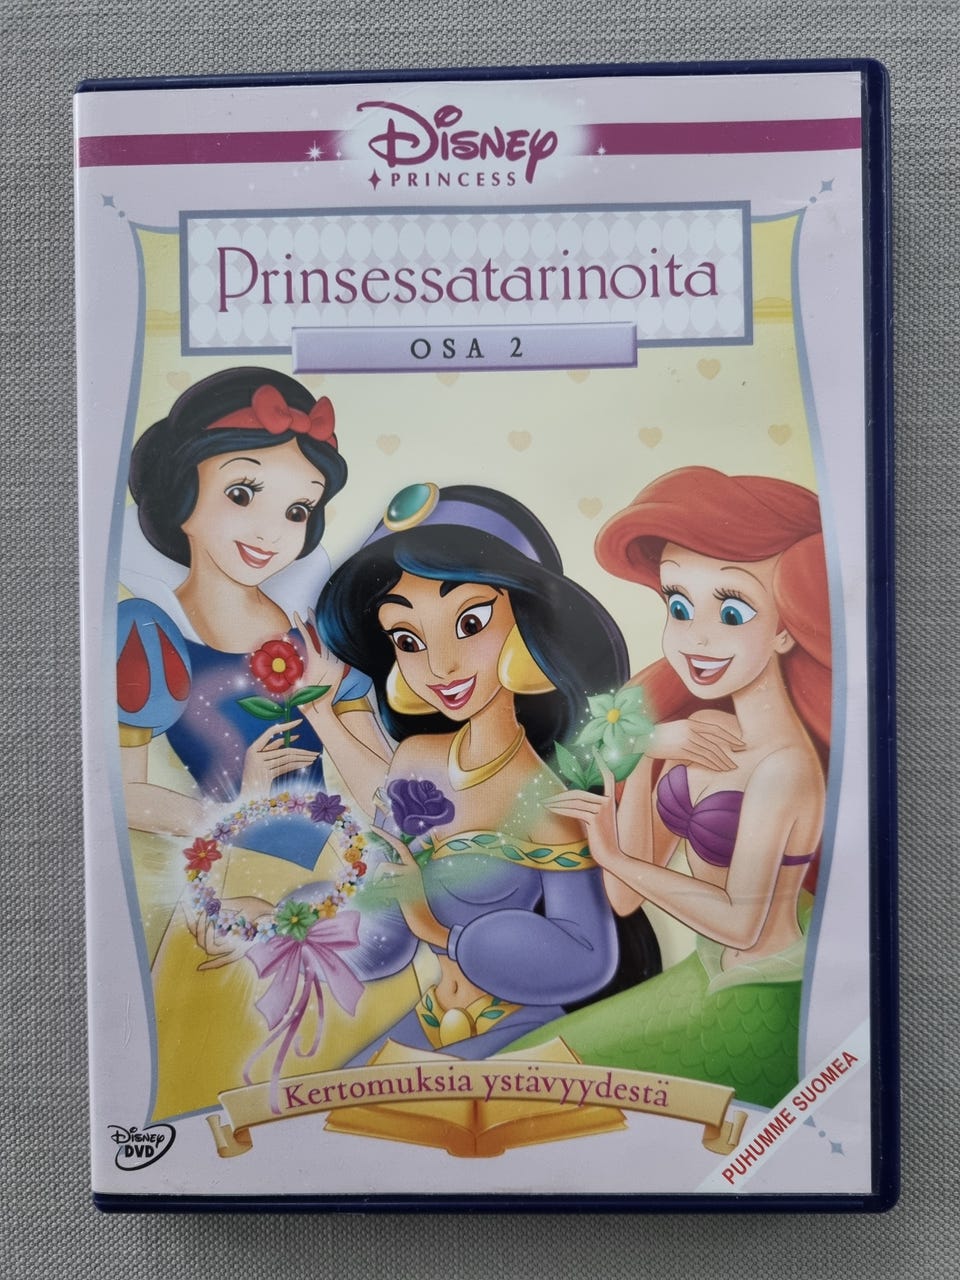 Disney
PRINCESS
Prinsessatarinoita
OSA 2
Kertomuksia ystävyydestä
Disney
DVD
PUHUMME SUOMEA